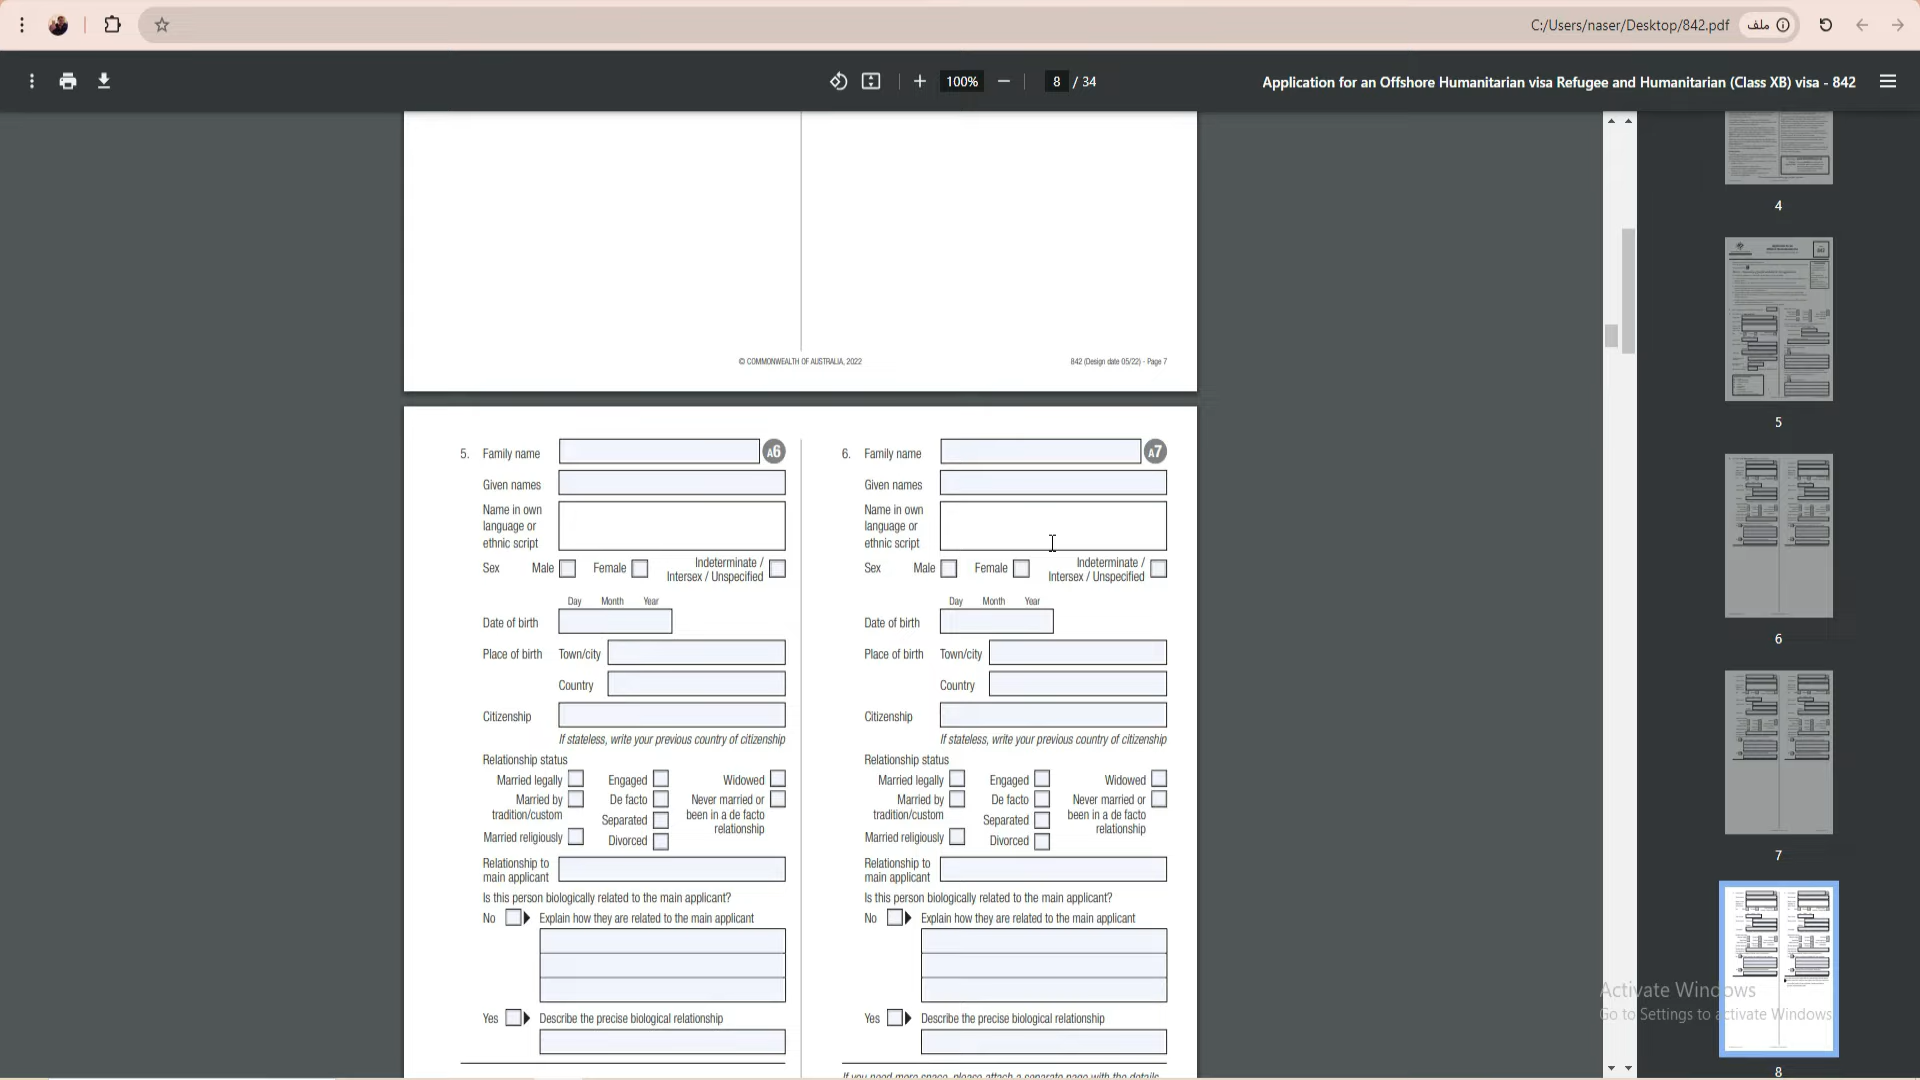 C:/Users/naser/Desktop/842.pdf
ملف
100%
8 / 34
Application for an Offshore Humanitarian visa Refugee and Humanitarian (Class XB) visa - 842
© COMMONWEALTH OF AUSTRALIA, 2022
842 (Design date 05/22) - Page 7
5. Family name
A6
Given names
Name in own
language or
ethnic script
Sex Male Female Indeterminate /
Intersex / Unspecified
Day Month Year
Date of birth
Place of birth Town/city
Country
Citizenship
If stateless, write your previous country of citizenship
Relationship status
Married legally Engaged Widowed
Married by
tradition/custom
De facto
Never married or
been in a de facto
relationship
Separated
Married religiously Divorced
Relationship to
main applicant
Is this person biologically related to the main applicant?
No Explain how they are related to the main applicant
Yes Describe the precise biological relationship
6. Family name
A7
Given names
Name in own
language or
ethnic script
Sex Male Female Indeterminate /
Intersex / Unspecified
Day Month Year
Date of birth
Place of birth Town/city
Country
Citizenship
If stateless, write your previous country of citizenship
Relationship status
Married legally Engaged Widowed
Married by
tradition/custom
De facto
Never married or
been in a de facto
relationship
Separated
Married religiously Divorced
Relationship to
main applicant
Is this person biologically related to the main applicant?
No Explain how they are related to the main applicant
Yes Describe the precise biological relationship
If you need more space, please attach a separate page with the details
4
5
6
7
8
Activate Windows
Go to Settings to activate Windows